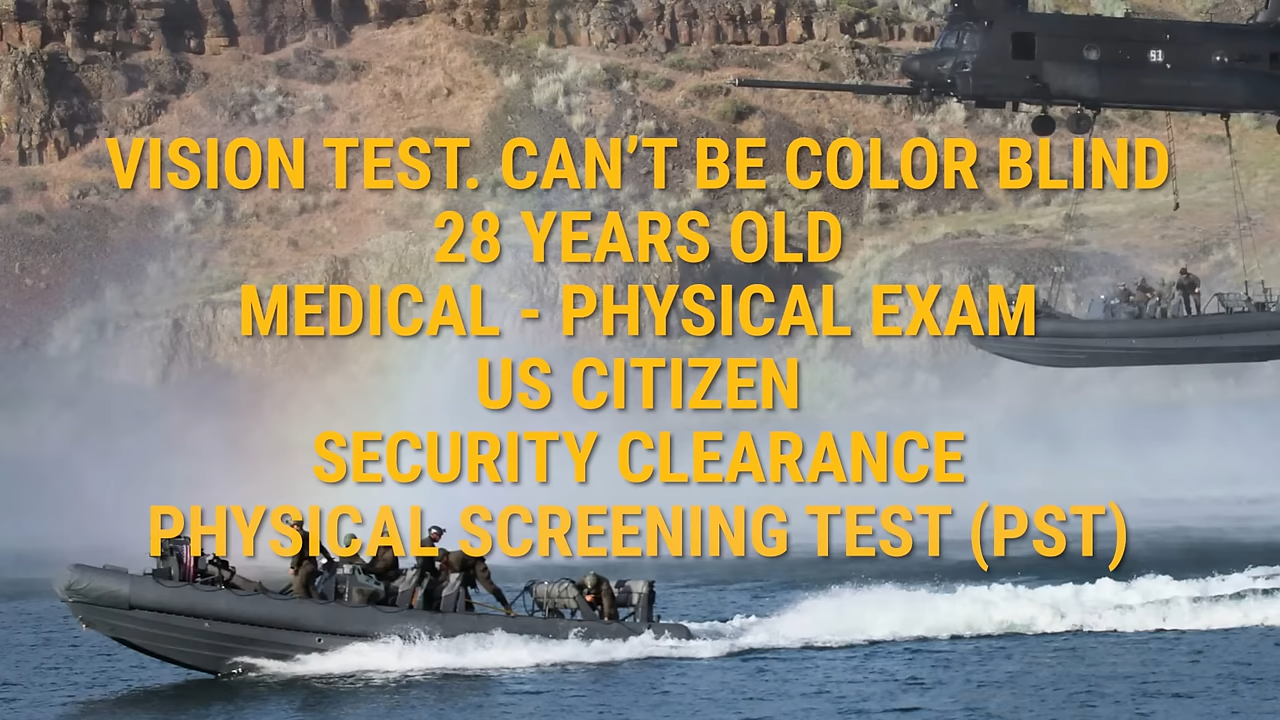 VISION TEST. CAN’T BE COLOR BLIND
28 YEARS OLD
MEDICAL - PHYSICAL EXAM
US CITIZEN
SECURITY CLEARANCE
PHYSICAL SCREENING TEST (PST)